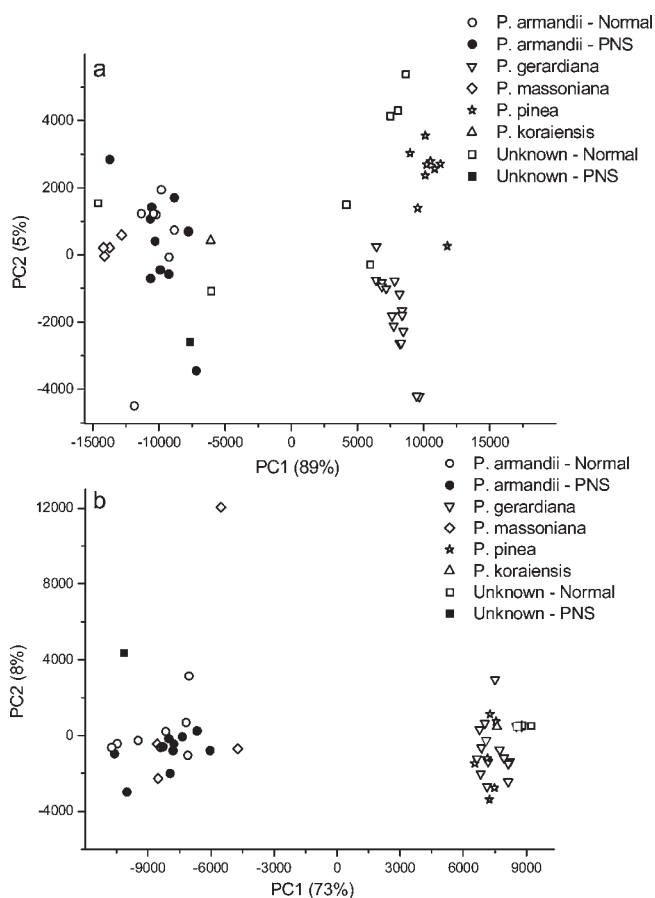 a
P. armandii - Normal
P. armandii - PNS
P. gerardiana
P. massoniana
P. pinea
P. koraiensis
Unknown - Normal
Unknown - PNS
4000
2000
0
-2000
-4000
PC2 (5%)
-15000 -10000 -5000 0 5000 10000 15000
PC1 (89%)
b
P. armandii - Normal
P. armandii - PNS
P. gerardiana
P. massoniana
P. pinea
P. koraiensis
Unknown - Normal
Unknown - PNS
12000
8000
4000
0
-4000
PC2 (8%)
-9000 -6000 -3000 0 3000 6000 9000
PC1 (73%)